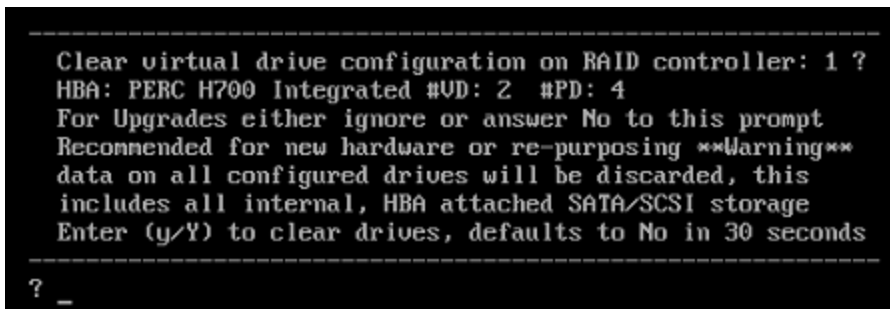 --------------------------------------------------------------
Clear virtual drive configuration on RAID controller: 1 ?
HBA: PERC H700 Integrated #VD: 2  #PD: 4
For Upgrades either ignore or answer No to this prompt
Recommended for new hardware or re-purposing **Warning**
data on all configured drives will be discarded, this
includes all internal, HBA attached SATA/SCSI storage
Enter (y/Y) to clear drives, defaults to No in 30 seconds
--------------------------------------------------------------
? _